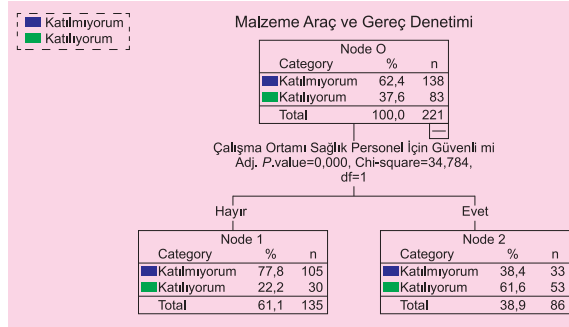 Katılmıyorum
Katılıyorum
Malzeme Araç ve Gereç Denetimi
Node O
Category % n
Katılmıyorum 62,4 138
Katılıyorum 37,6 83
Total 100,0 221
Çalışma Ortamı Sağlık Personel İçin Güvenli mi
Adj. P.value=0,000, Chi-square=34,784,
df=1
Hayır
Evet
Node 1
Category % n
Katılmıyorum 77,8 105
Katılıyorum 22,2 30
Total 61,1 135
Node 2
Category % n
Katılmıyorum 38,4 33
Katılıyorum 61,6 53
Total 38,9 86